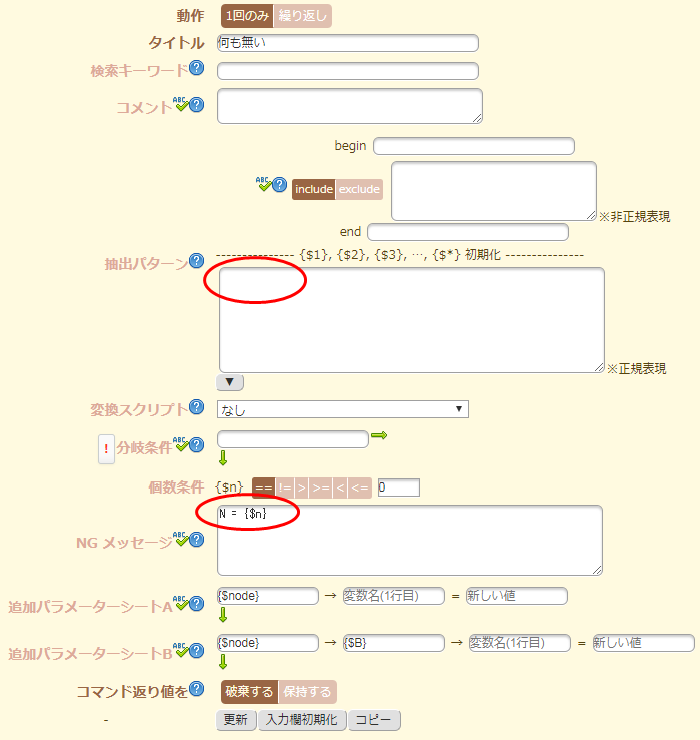 動作 1回のみ 繰り返し
タイトル 何も無い
検索キーワード ?
コメント ABC ?
begin
ABC ? include exclude ※非正規表現
end
抽出パターン ? --------------- {$1}, {$2}, {$3}, …, {$*} 初期化 ---------------
※正規表現
▼
変換スクリプト ? なし ▼
! 分岐条件 ABC ?
個数条件 {$n} == != > >= < <= 0
NG メッセージ ABC ? N = {$n}
追加パラメーターシートA ABC ? {$node} → 変数名(1行目) = 新しい値
追加パラメーターシートB ABC ? {$node} → {$B} → 変数名(1行目) = 新しい値
コマンド返り値を ? 破棄する 保持する
- 更新 入力欄初期化 コピー